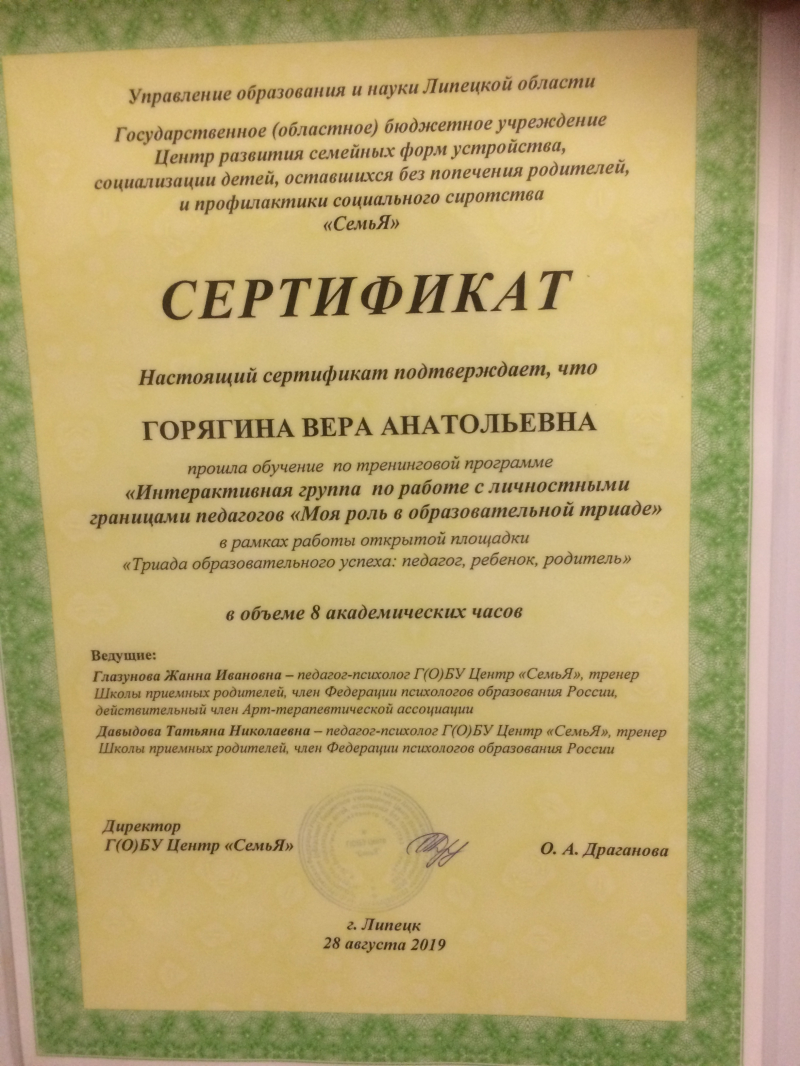 Управление образования и науки Липецкой области
Государственное (областное) бюджетное учреждение
Центр развития семейных форм устройства,
социализации детей, оставшихся без попечения родителей,
и профилактики социального сиротства
«СемьЯ»
СЕРТИФИКАТ
Настоящий сертификат подтверждает, что
ГОРЯГИНА ВЕРА АНАТОЛЬЕВНА
прошла обучение по тренинговой программе
«Интерактивная группа по работе с личностными
границами педагогов «Моя роль в образовательной триаде»
в рамках работы открытой площадки
«Триада образовательного успеха: педагог, ребенок, родитель»
в объеме 8 академических часов
Ведущие:
Глазунова Жанна Ивановна – педагог-психолог Г(О)БУ Центр «СемьЯ», тренер
Школы приемных родителей, член Федерации психологов образования России,
действительный член Арт-терапевтической ассоциации
Давыдова Татьяна Николаевна – педагог-психолог Г(О)БУ Центр «СемьЯ», тренер
Школы приемных родителей, член Федерации психологов образования России
Директор
Г(О)БУ Центр «СемьЯ»
О. А. Драганова
г. Липецк
28 августа 2019